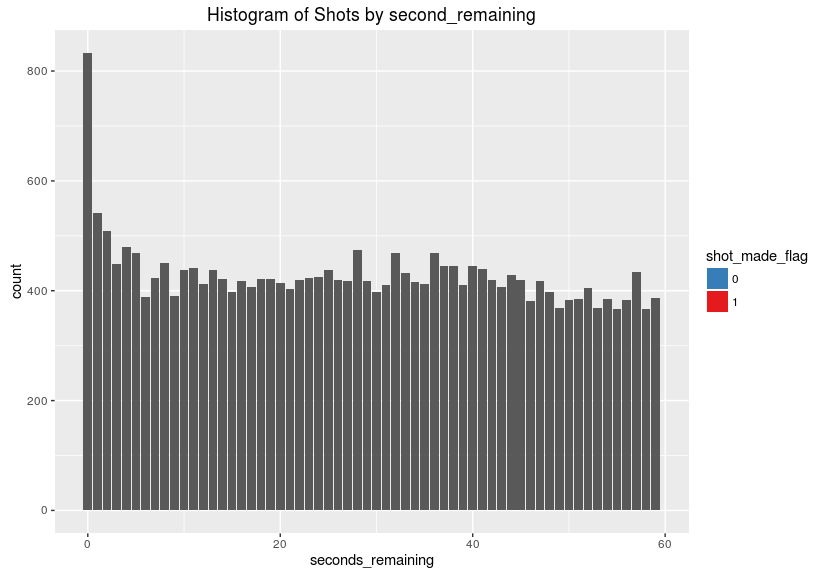 Histogram of Shots by second_remaining
count
800
600
400
200
0
0 20 40 60
seconds_remaining
shot_made_flag
0
1